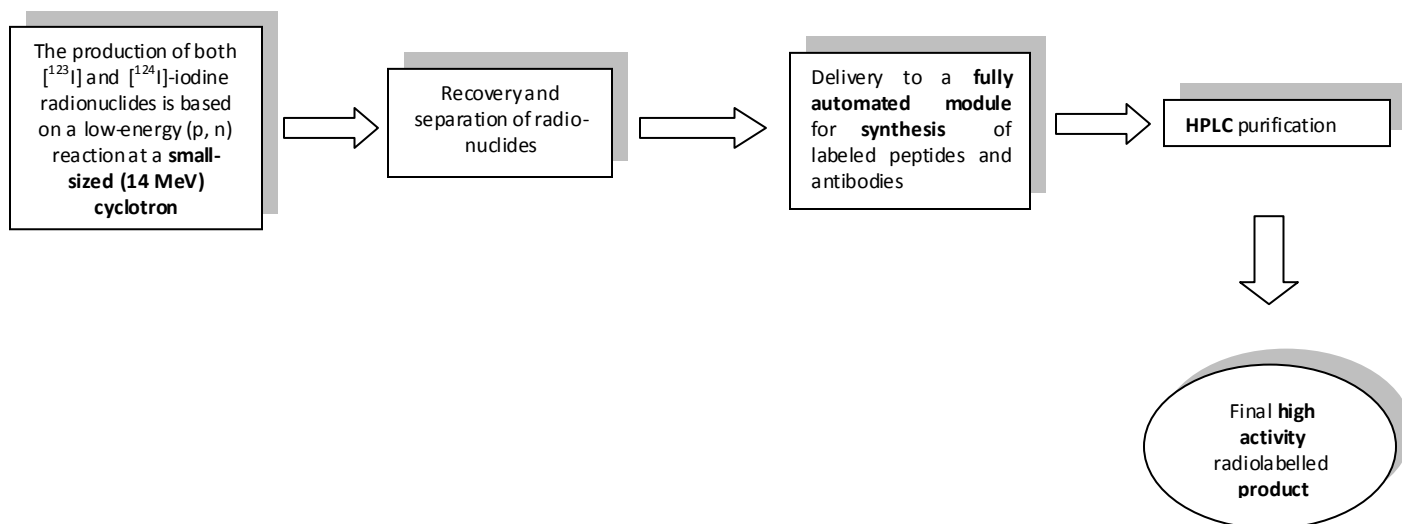 The production of both
[¹²³I] and [¹²⁴I]-iodine
radionuclides is based
on a low-energy (p, n)
reaction at a small-
sized (14 MeV)
cyclotron
Recovery and
separation of radio-
nuclides
Delivery to a fully
automated module
for synthesis of
labeled peptides and
antibodies
HPLC purification
Final high
activity
radiolabelled
product